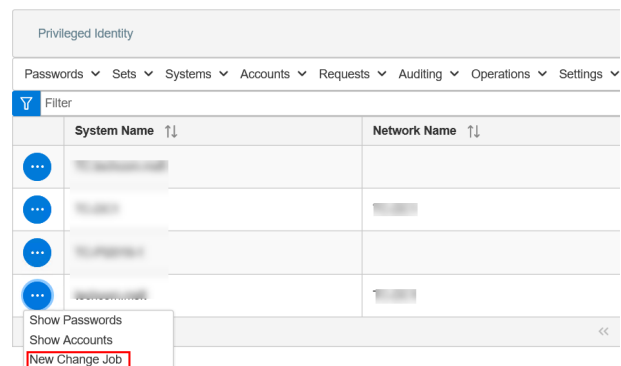 Privileged Identity
Passwords Sets Systems Accounts Requests Auditing Operations Settings
Filter
System Name Network Name
Show Passwords
Show Accounts
New Change Job